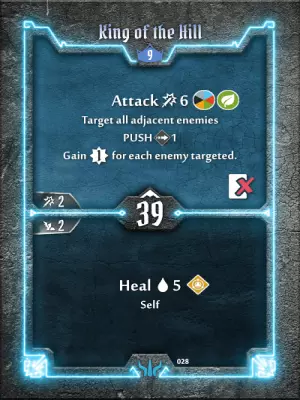 King of the Hill
9
Attack 6
Target all adjacent enemies
PUSH 1
Gain 1 for each enemy targeted.
2
39
2
Heal 5
Self
028